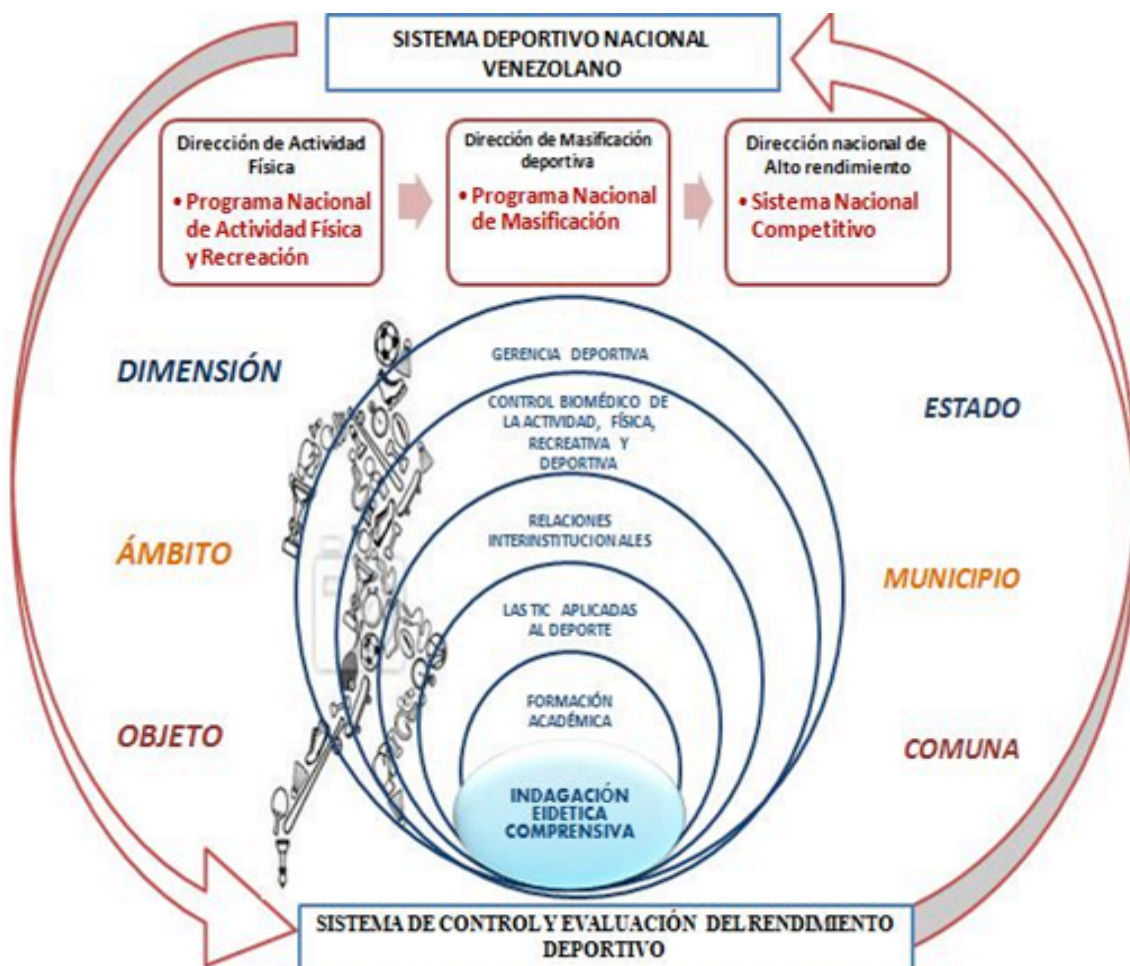 SISTEMA DEPORTIVO NACIONAL
VENEZOLANO
Dirección de Actividad
Física
• Programa Nacional
de Actividad Física
y Recreación
Dirección de Masificación
deportiva
• Programa Nacional
de Masificación
Dirección nacional de
Alto rendimiento
• Sistema Nacional
Competitivo
DIMENSIÓN
ÁMBITO
OBJETO
GERENCIA DEPORTIVA
CONTROL BIOMÉDICO DE
LA ACTIVIDAD, FÍSICA,
RECREATIVA Y
DEPORTIVA
RELACIONES
INTERINSTITUCIONALES
LAS TIC APLICADAS
AL DEPORTE
FORMACIÓN
ACADÉMICA
INDAGACIÓN
EIDETICA
COMPRENSIVA
ESTADO
MUNICIPIO
COMUNA
SISTEMA DE CONTROL Y EVALUACIÓN DEL RENDIMIENTO
DEPORTIVO